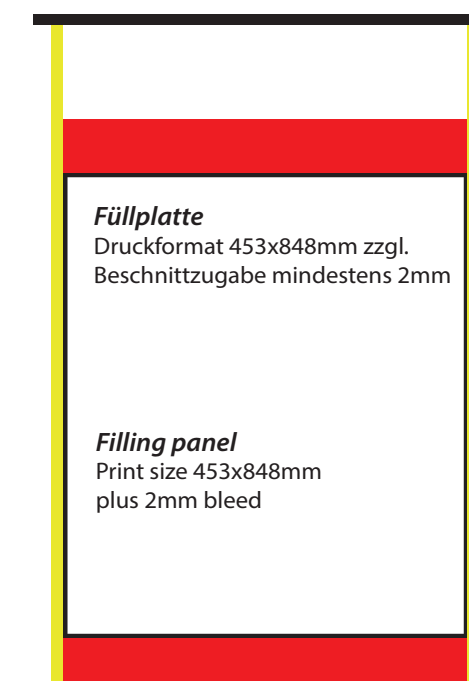 Füllplatte
Druckformat 453x848mm zzgl.
Beschnittzugabe mindestens 2mm
Filling panel
Print size 453x848mm
plus 2mm bleed